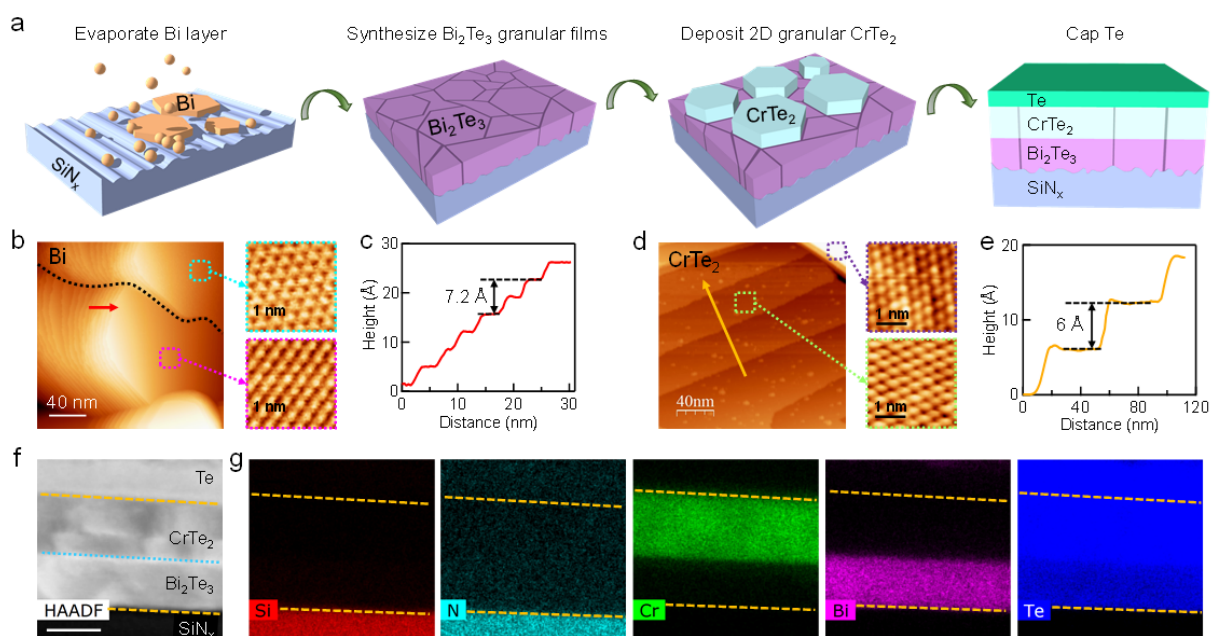 a
Evaporate Bi layer
Synthesize Bi₂Te₃ granular films
Deposit 2D granular CrTe₂
Cap Te
Bi
SiNₓ
Bi₂Te₃
CrTe₂
Te
CrTe₂
Bi₂Te₃
SiNₓ
b
Bi
40 nm
1 nm
1 nm
c
Height (Å)
30
20
10
0
7.2 Å
0 10 20 30
Distance (nm)
d
CrTe₂
40nm
1 nm
1 nm
e
Height (Å)
20
10
0
6 Å
0 40 80 120
Distance (nm)
f
Te
CrTe₂
Bi₂Te₃
HAADF
SiNₓ
g
Si
N
Cr
Bi
Te